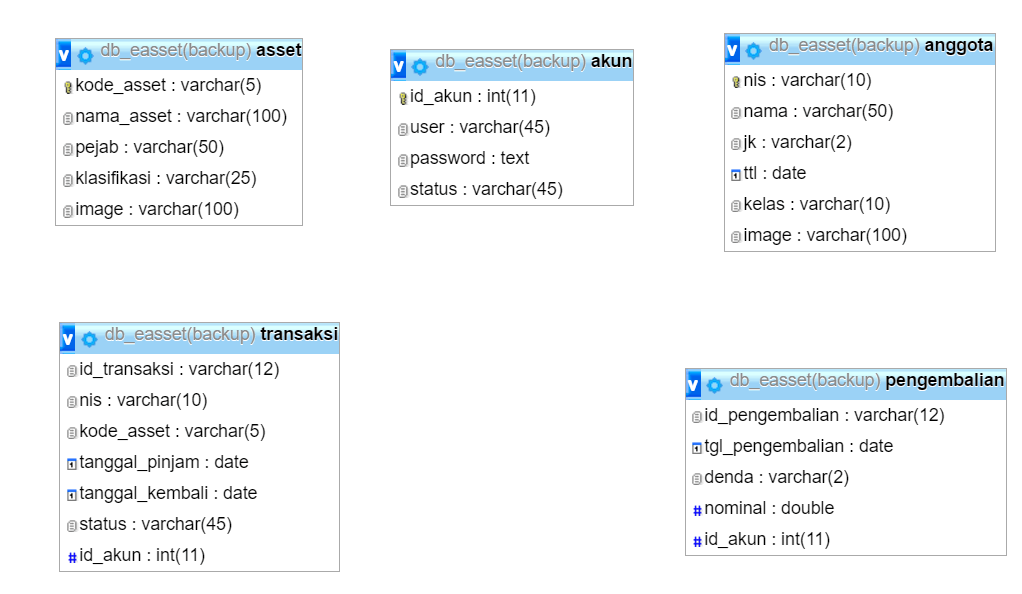 db_easset(backup) asset
kode_asset : varchar(5)
nama_asset : varchar(100)
pejab : varchar(50)
klasifikasi : varchar(25)
image : varchar(100)
db_easset(backup) akun
id_akun : int(11)
user : varchar(45)
password : text
status : varchar(45)
db_easset(backup) anggota
nis : varchar(10)
nama : varchar(50)
jk : varchar(2)
ttl : date
kelas : varchar(10)
image : varchar(100)
db_easset(backup) transaksi
id_transaksi : varchar(12)
nis : varchar(10)
kode_asset : varchar(5)
tanggal_pinjam : date
tanggal_kembali : date
status : varchar(45)
# id_akun : int(11)
db_easset(backup) pengembalian
id_pengembalian : varchar(12)
tgl_pengembalian : date
denda : varchar(2)
# nominal : double
# id_akun : int(11)